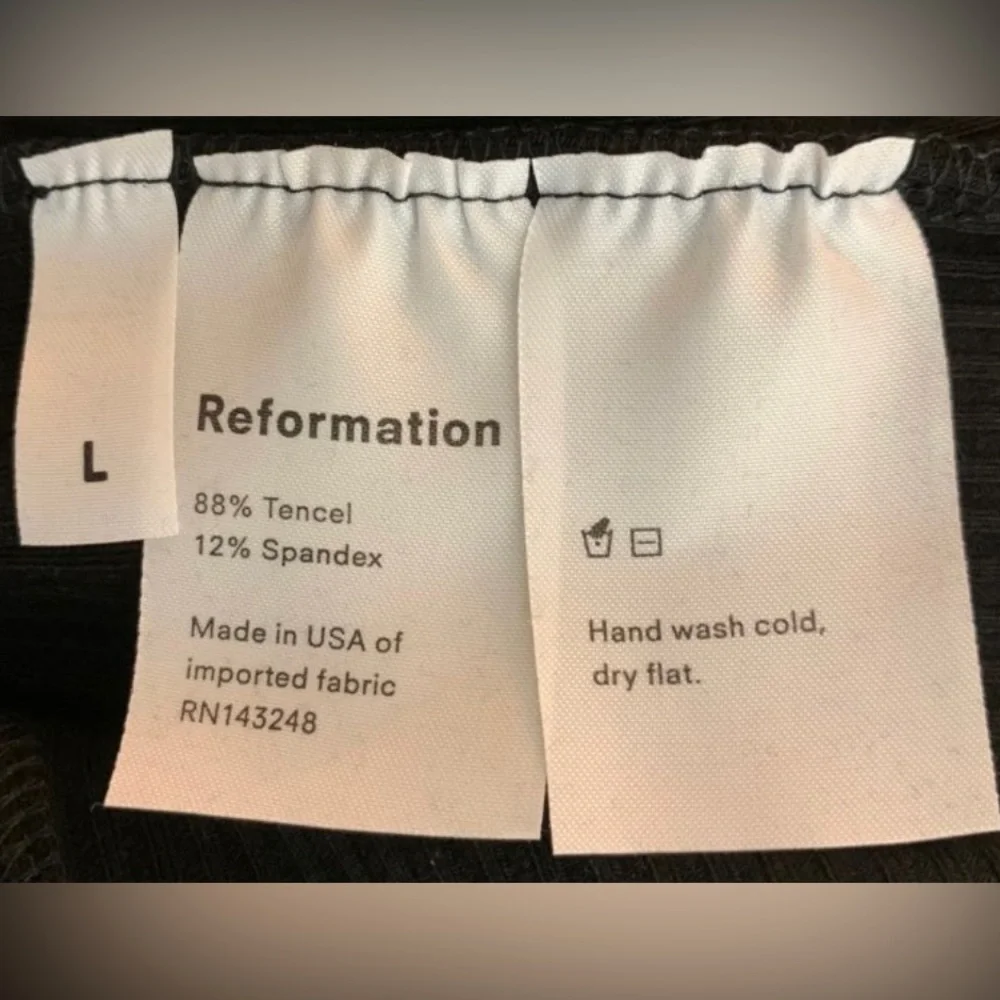 L
Reformation
88% Tencel
12% Spandex
Made in USA of
imported fabric
RN143248
Hand wash cold,
dry flat.